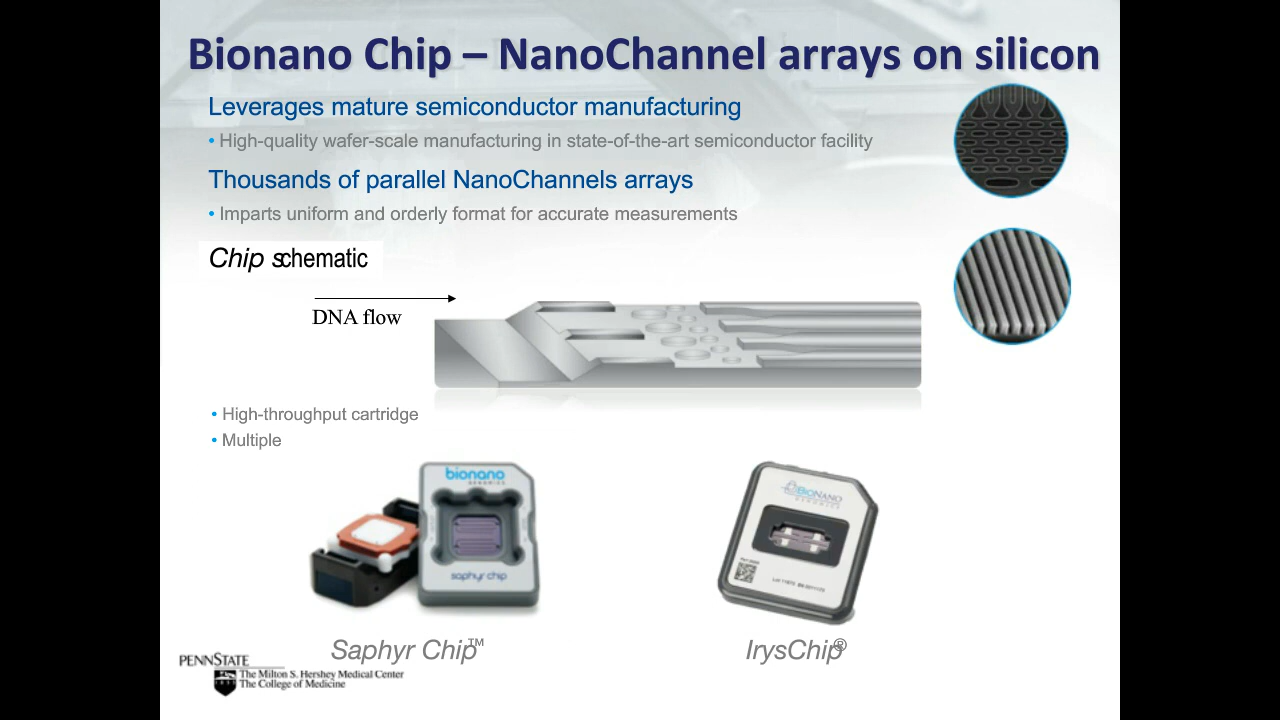 Bionano Chip – NanoChannel arrays on silicon
Leverages mature semiconductor manufacturing
• High-quality wafer-scale manufacturing in state-of-the-art semiconductor facility
Thousands of parallel NanoChannels arrays
• Imparts uniform and orderly format for accurate measurements
Chip schematic
DNA flow
• High-throughput cartridge
• Multiple
bionano
GENOMICS
saphyr chip
BIONANO
GENOMICS
Saphyr Chip™
IrysChip®
PENNSTATE
The Milton S. Hershey Medical Center
The College of Medicine